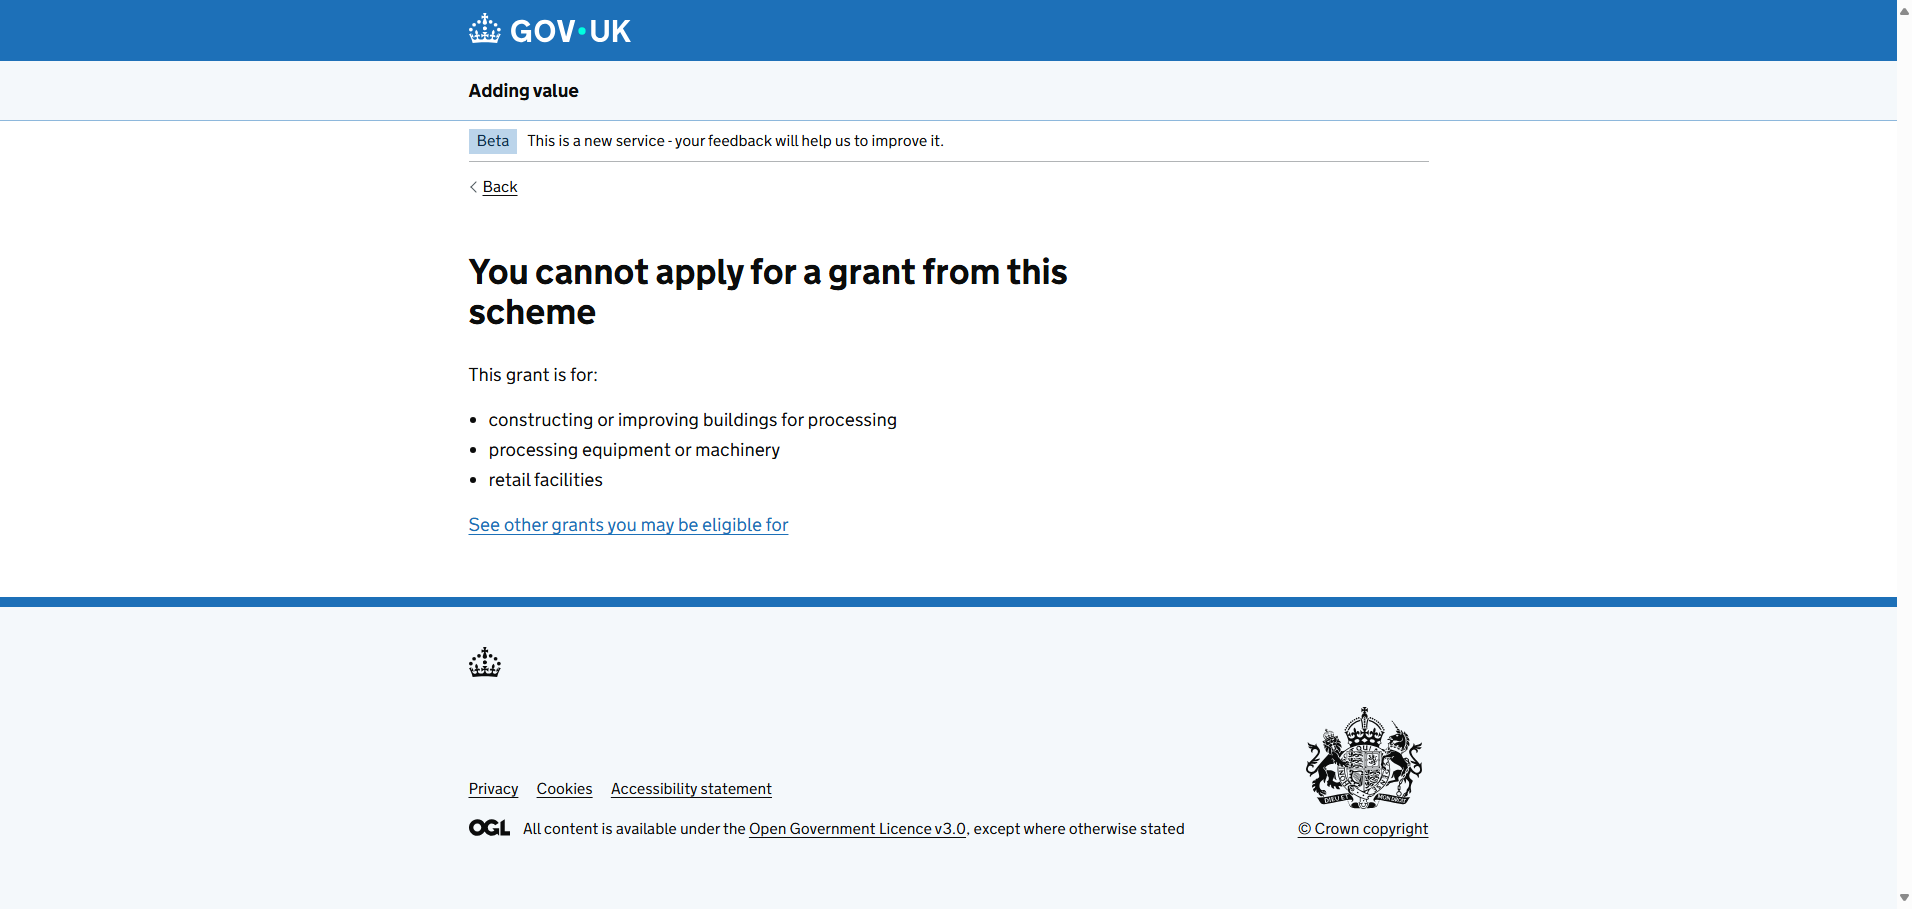 GOV·UK
Adding value
Beta This is a new service - your feedback will help us to improve it.
Back
You cannot apply for a grant from this
scheme
This grant is for:
constructing or improving buildings for processing
processing equipment or machinery
retail facilities
See other grants you may be eligible for
Privacy Cookies Accessibility statement
OGL All content is available under the Open Government Licence v3.0, except where otherwise stated
© Crown copyright